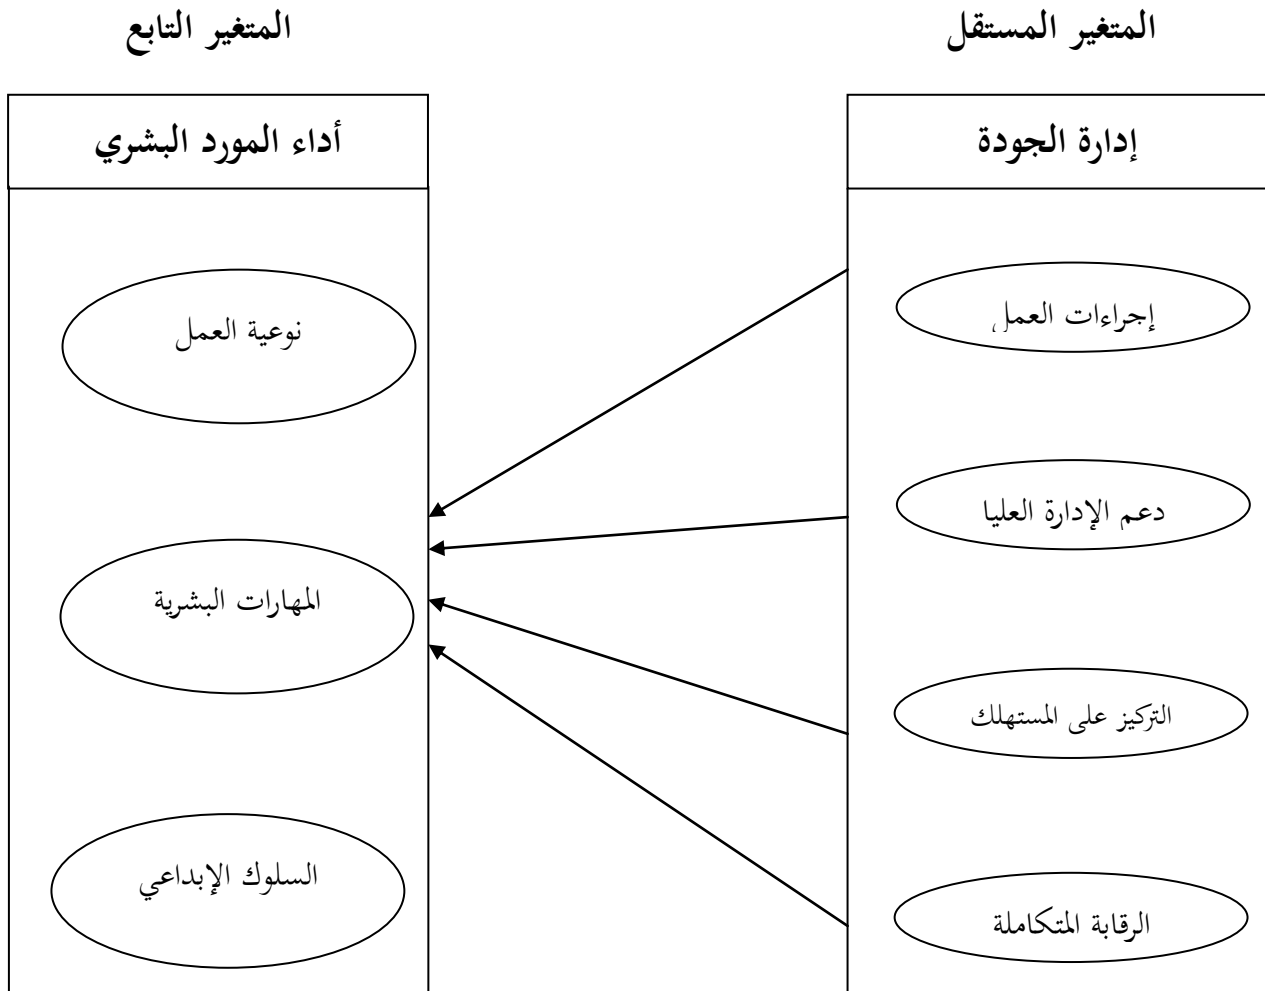 المتغير المستقل
المتغير التابع
إدارة الجودة
أداء المورد البشري
إجراءات العمل
نوعية العمل
دعم الإدارة العليا
المهارات البشرية
التركيز على المستهلك
السلوك الإبداعي
الرقابة المتكاملة